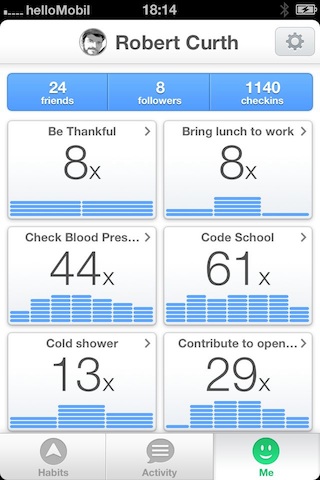 helloMobil 18:14
Robert Curth
24 8 1140
friends followers checkins
Be Thankful Bring lunch to work
8x 8x
Check Blood Pres... Code School
44x 61x
Cold shower Contribute to open...
13x 29x
Habits Activity Me